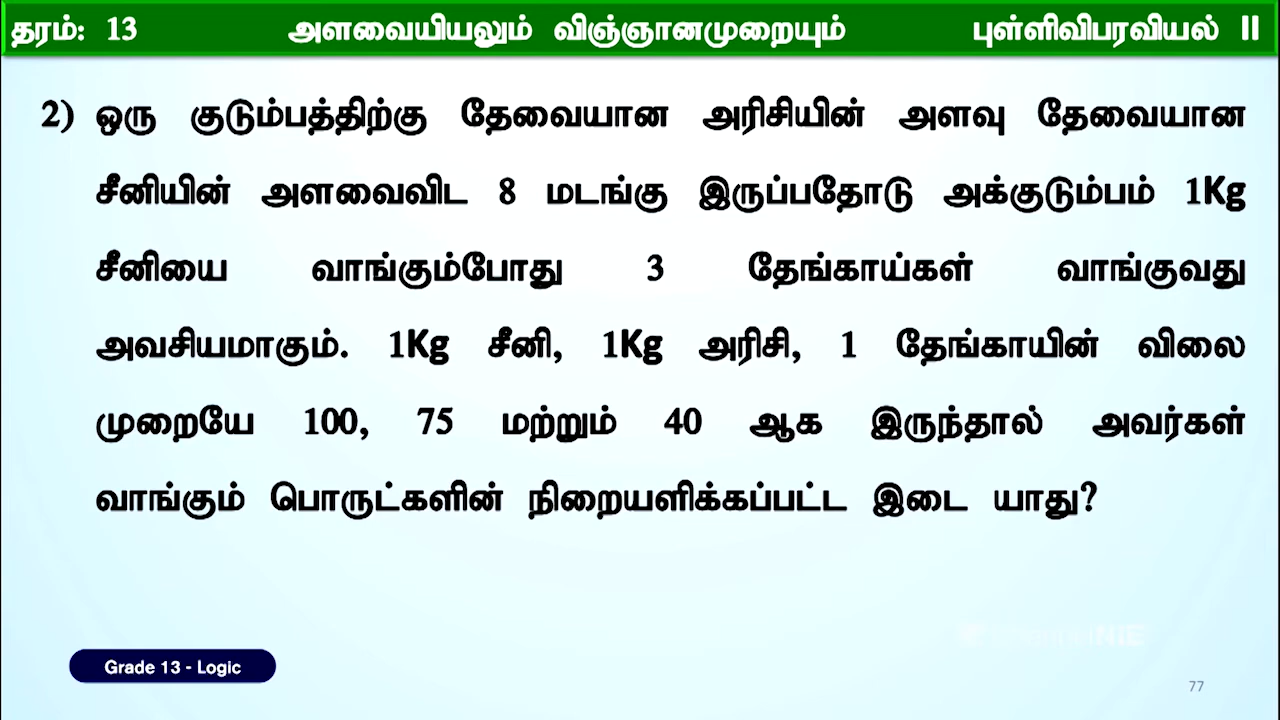 தரம்: 13 அளவையியலும் விஞ்ஞானமுறையும் புள்ளிவிபரவியல் II
2) ஒரு குடும்பத்திற்கு தேவையான அரிசியின் அளவு தேவையான
சீனியின் அளவைவிட 8 மடங்கு இருப்பதோடு அக்குடும்பம் 1Kg
சீனியை வாங்கும்போது 3 தேங்காய்கள் வாங்குவது
அவசியமாகும். 1Kg சீனி, 1Kg அரிசி, 1 தேங்காயின் விலை
முறையே 100, 75 மற்றும் 40 ஆக இருந்தால் அவர்கள்
வாங்கும் பொருட்களின் நிறையளிக்கப்பட்ட இடை யாது?
NIE
Grade 13 - Logic
77